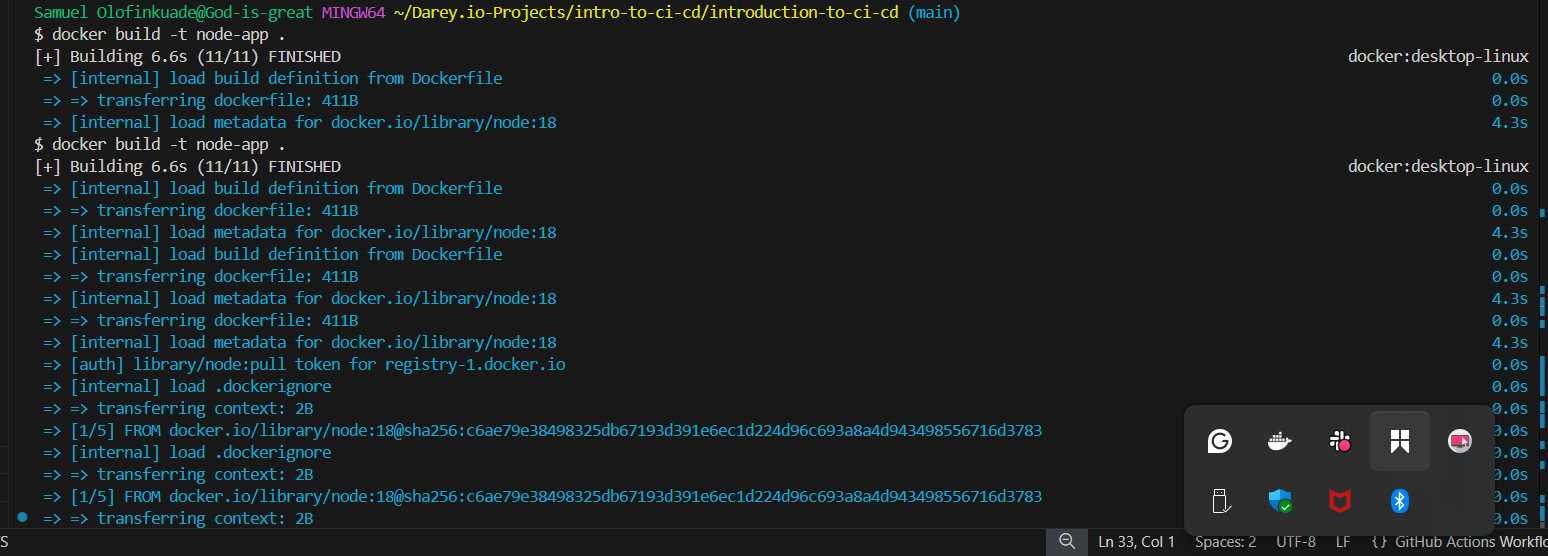 Samuel Olofinkuade@God-is-great MINGW64 ~/Darey.io-Projects/intro-to-ci-cd/introduction-to-ci-cd (main)
$ docker build -t node-app .
[+] Building 6.6s (11/11) FINISHED docker:desktop-linux
=> [internal] load build definition from Dockerfile 0.0s
=> => transferring dockerfile: 411B 0.0s
=> [internal] load metadata for docker.io/library/node:18 4.3s
$ docker build -t node-app .
[+] Building 6.6s (11/11) FINISHED docker:desktop-linux
=> [internal] load build definition from Dockerfile 0.0s
=> => transferring dockerfile: 411B 0.0s
=> [internal] load metadata for docker.io/library/node:18 4.3s
=> [internal] load build definition from Dockerfile 0.0s
=> => transferring dockerfile: 411B 0.0s
=> [internal] load metadata for docker.io/library/node:18 4.3s
=> => transferring dockerfile: 411B 0.0s
=> [internal] load metadata for docker.io/library/node:18 4.3s
=> [auth] library/node:pull token for registry-1.docker.io 0.0s
=> [internal] load .dockerignore 0.0s
=> => transferring context: 2B 0.0s
=> [1/5] FROM docker.io/library/node:18@sha256:c6ae79e38498325db67193d391e6ec1d224d96c693a8a4d943498556716d3783 0.0s
=> [internal] load .dockerignore 0.0s
=> => transferring context: 2B 0.0s
=> [1/5] FROM docker.io/library/node:18@sha256:c6ae79e38498325db67193d391e6ec1d224d96c693a8a4d943498556716d3783 0.0s
=> => transferring context: 2B 0.0s
S Ln 33, Col 1 Spaces: 2 UTF-8 LF {} GitHub Actions Workflo